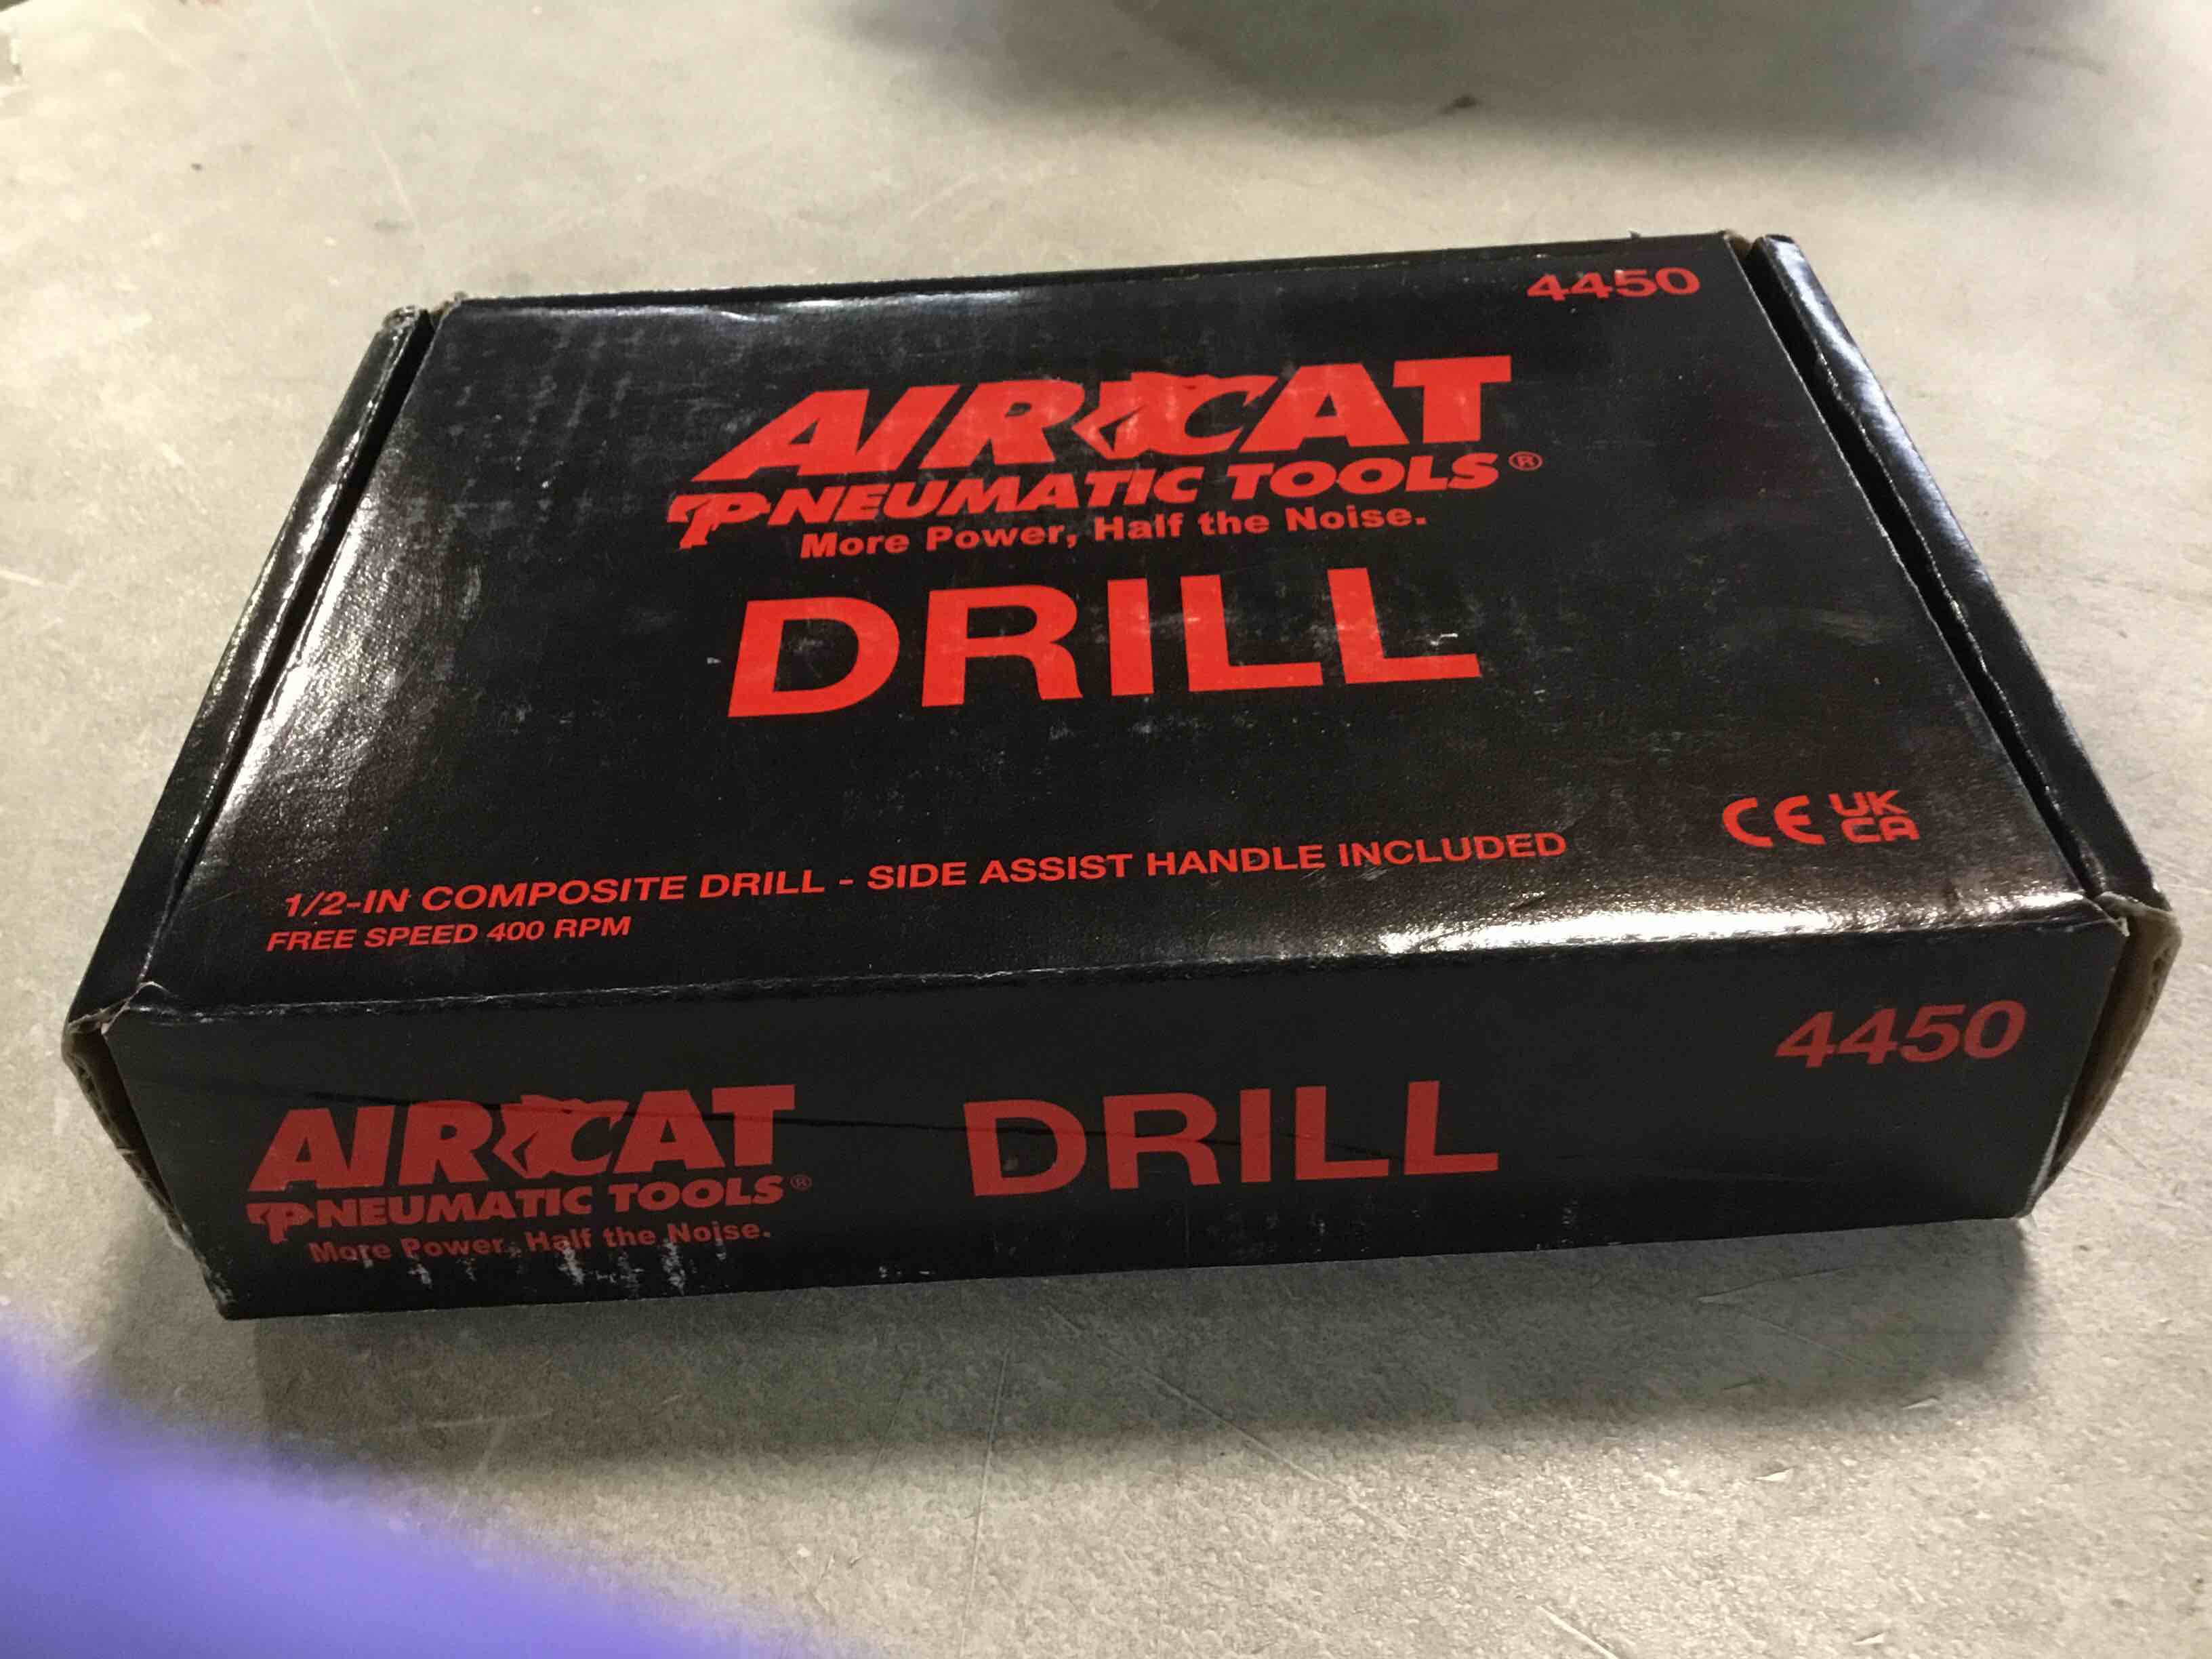 4450
AIRCAT
PNEUMATIC TOOLS®
More Power, Half the Noise.
DRILL
1/2-IN COMPOSITE DRILL - SIDE ASSIST HANDLE INCLUDED
FREE SPEED 400 RPM
CE UK
CA
4450
AIRCAT
PNEUMATIC TOOLS®
More Power, Half the Noise.
DRILL